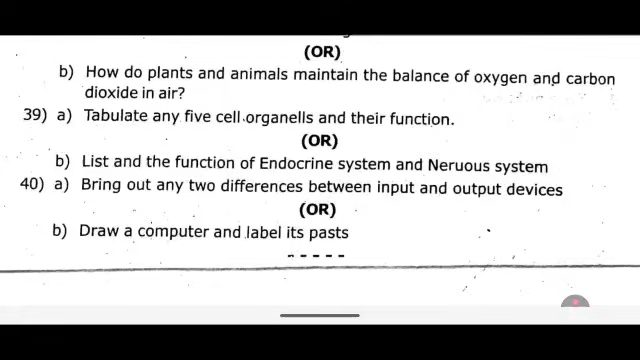 (OR)
b) How do plants and animals maintain the balance of oxygen and carbon
dioxide in air?
39) a) Tabulate any five cell organells and their function.
(OR)
b) List and the function of Endocrine system and Neruous system
40) a) Bring out any two differences between input and output devices
(OR)
b) Draw a computer and label its pasts
-----